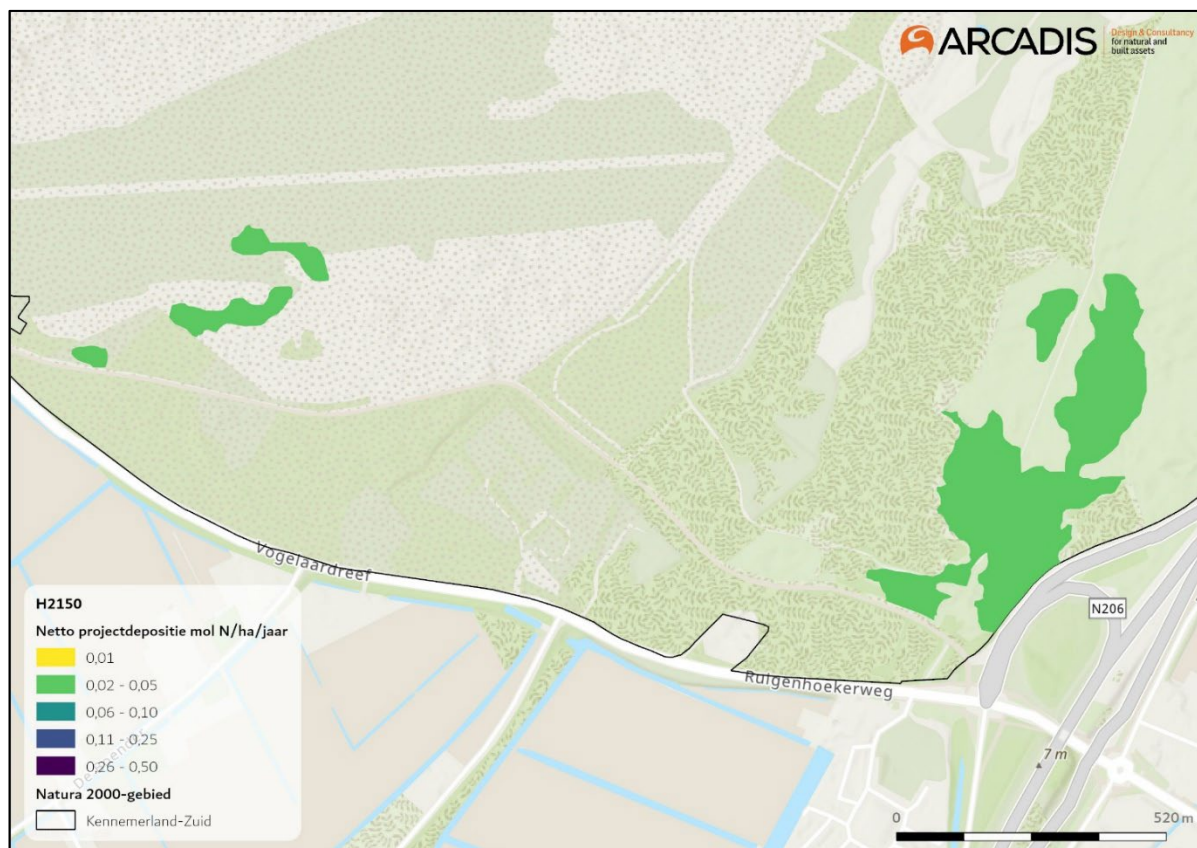 ARCADIS
Design & Consultancy
for natural and
built assets
Vogelaardreef
N206
Ruigenhoekerweg
7 m
H2150
Netto projectdepositie mol N/ha/jaar
0,01
0,02 - 0,05
0,06 - 0,10
0,11 - 0,25
0,26 - 0,50
Natura 2000-gebied
Kennemerland-Zuid
0
520 m